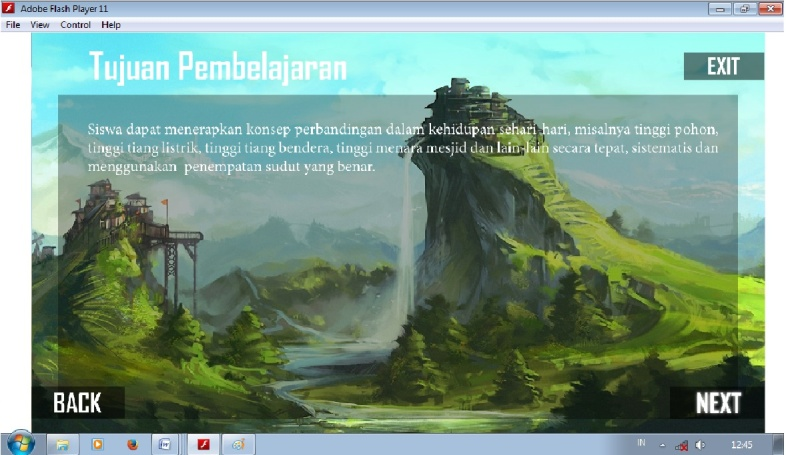 Adobe Flash Player 11
File View Control Help
Tujuan Pembelajaran
EXIT
Siswa dapat menerapkan konsep perbandingan dalam kehidupan sehari-hari, misalnya tinggi pohon,
tinggi tiang listrik, tinggi tiang bendera, tinggi menara mesjid dan lain-lain secara tepat, sistematis dan
menggunakan penempatan sudut yang benar.
BACK
NEXT
IN
12:45